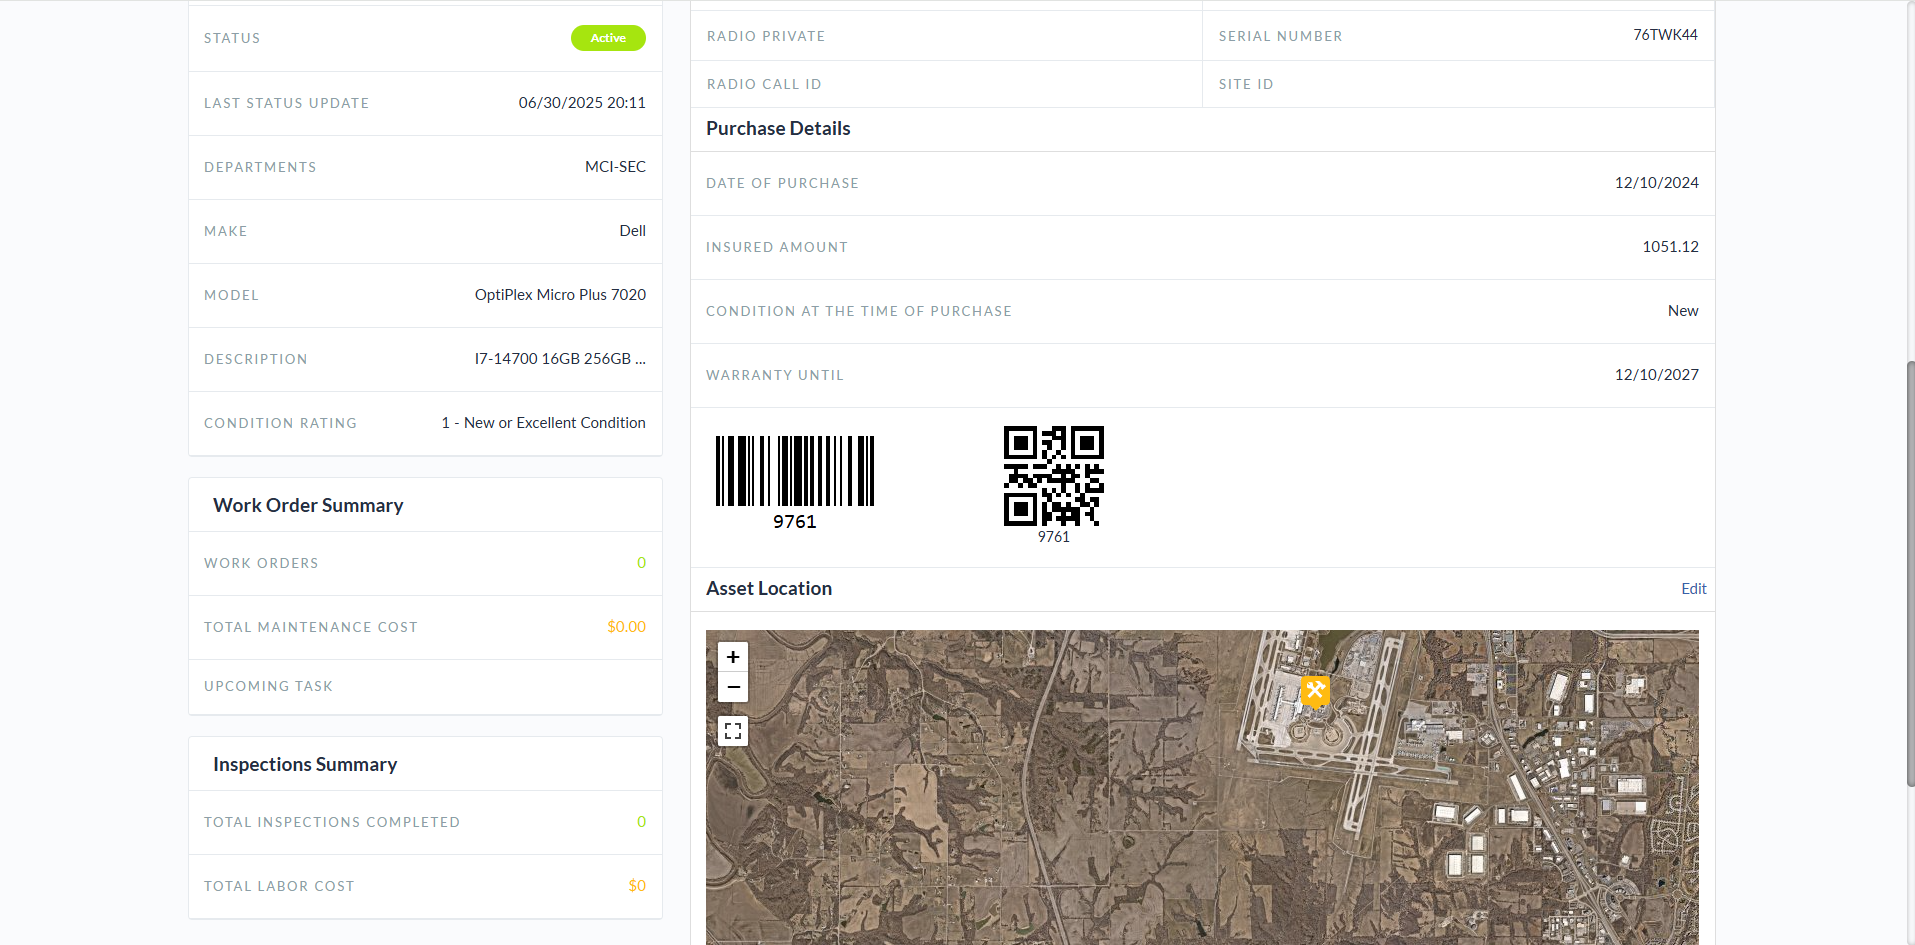 STATUS Active
LAST STATUS UPDATE 06/30/2025 20:11
DEPARTMENTS MCI-SEC
MAKE Dell
MODEL OptiPlex Micro Plus 7020
DESCRIPTION I7-14700 16GB 256GB ...
CONDITION RATING 1 - New or Excellent Condition
Work Order Summary
WORK ORDERS 0
TOTAL MAINTENANCE COST $0.00
UPCOMING TASK
Inspections Summary
TOTAL INSPECTIONS COMPLETED 0
TOTAL LABOR COST $0
RADIO PRIVATE
SERIAL NUMBER 76TWK44
RADIO CALL ID
SITE ID
Purchase Details
DATE OF PURCHASE 12/10/2024
INSURED AMOUNT 1051.12
CONDITION AT THE TIME OF PURCHASE New
WARRANTY UNTIL 12/10/2027
9761
9761
Asset Location Edit
+
−